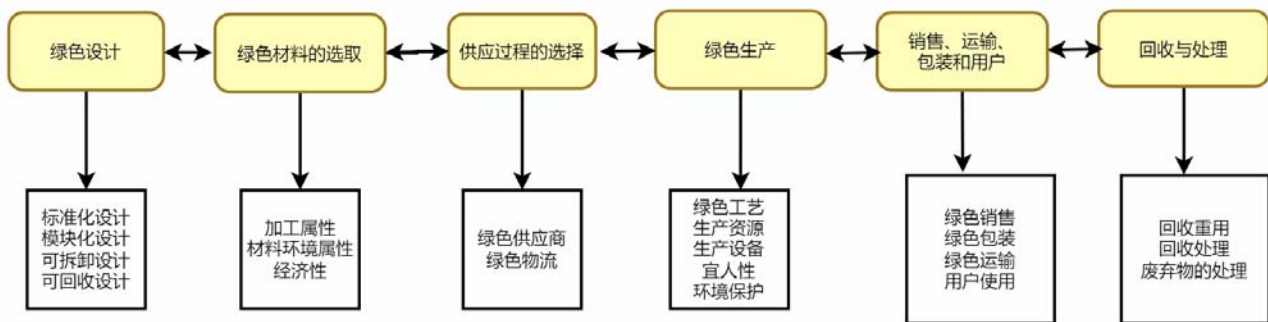 绿色设计
绿色材料的选取
供应过程的选择
绿色生产
销售、运输、
包装和用户
回收与处理
标准化设计
模块化设计
可拆卸设计
可回收设计
加工属性
材料环境属性
经济性
绿色供应商
绿色物流
绿色工艺
生产资源
生产设备
宜人性
环境保护
绿色销售
绿色包装
绿色运输
用户使用
回收重用
回收处理
废弃物的处理